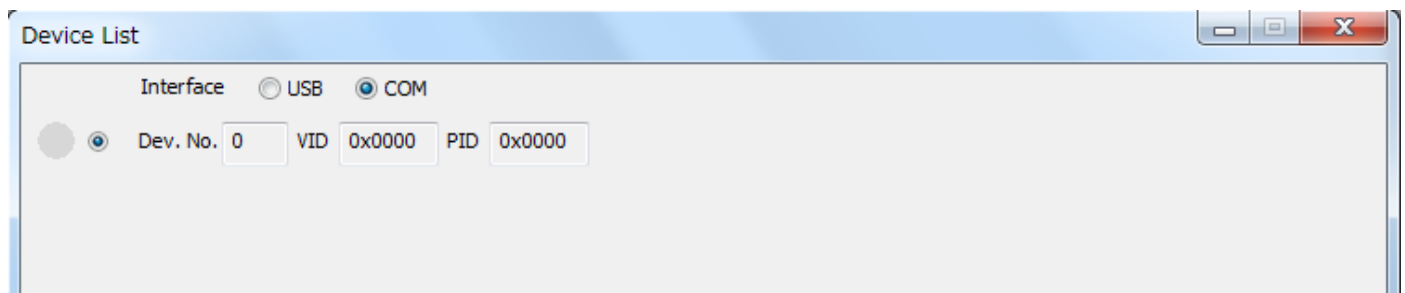 Device List
Interface USB COM
Dev. No. 0 VID 0x0000 PID 0x0000